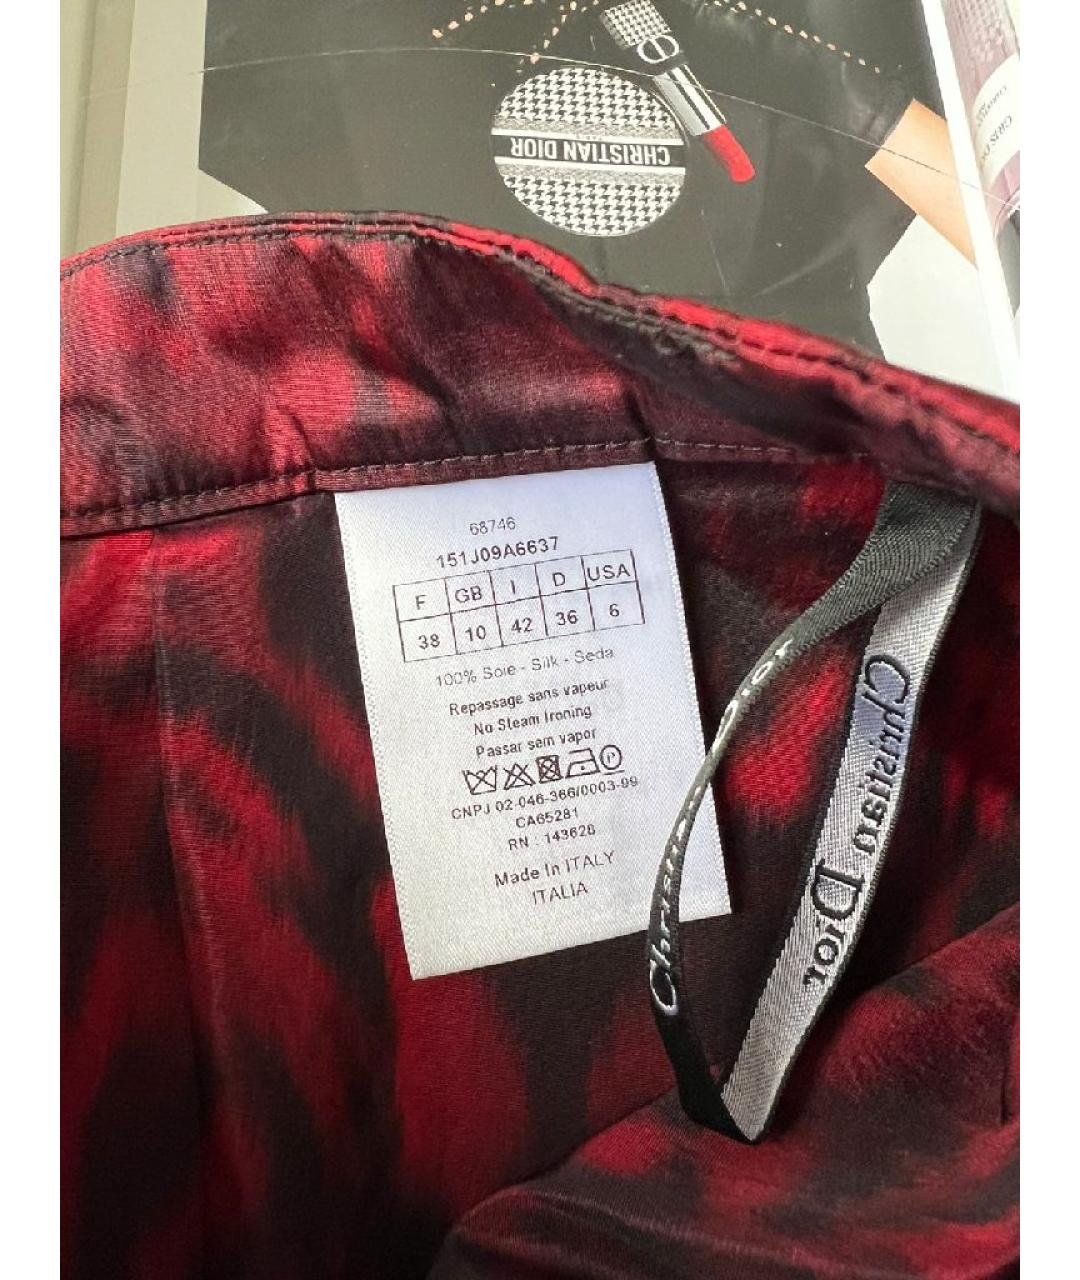 CHRISTIAN DIOR
PARIS
68746
151J09A6637
F GB I D USA
38 10 42 36 6
100% Soie - Silk - Seda
Repassage sans vapeur
No Steam Ironing
Passar sem vapor
P
CNPJ 02-046-366/0003-99
CA65281
RN : 143628
Made In ITALY
ITALIA
Christian Dior
Christian Dior